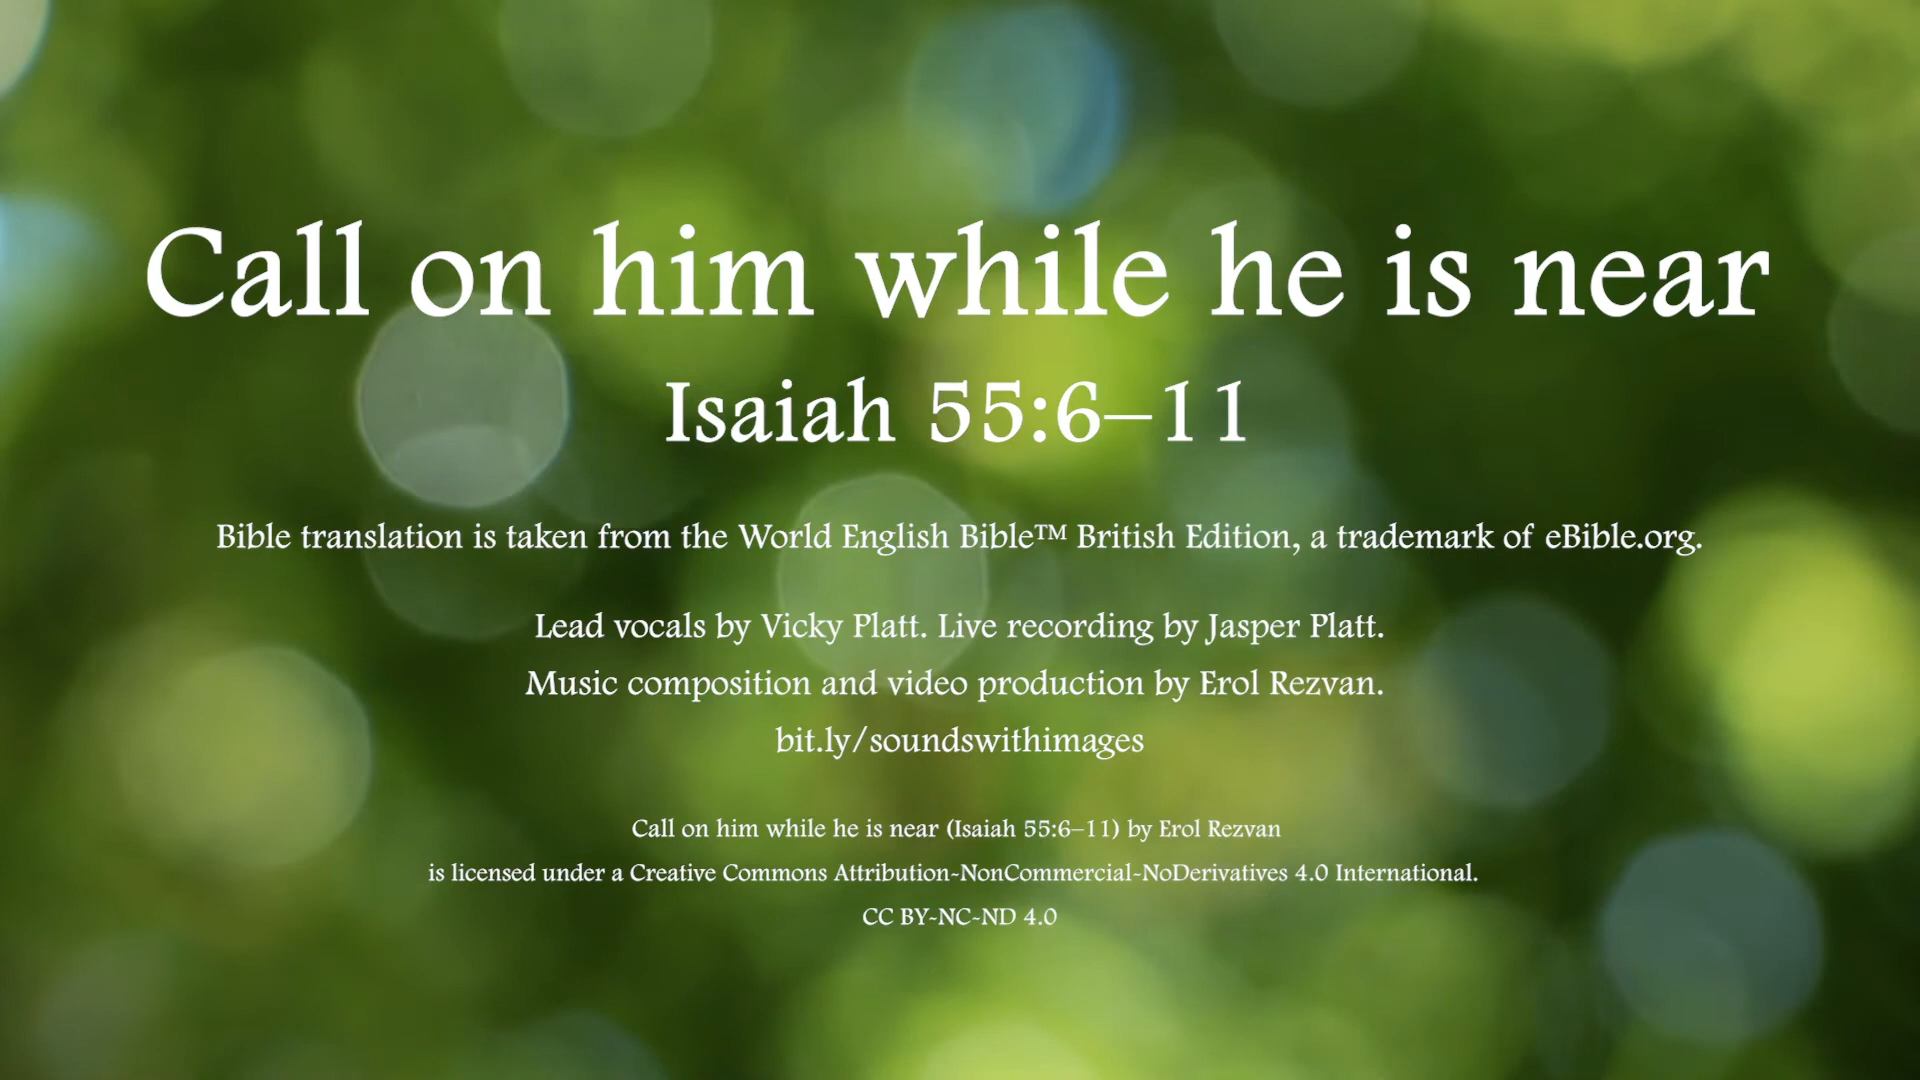 Call on him while he is near
Isaiah 55:6–11
Bible translation is taken from the World English Bible™ British Edition, a trademark of eBible.org.
Lead vocals by Vicky Platt. Live recording by Jasper Platt.
Music composition and video production by Erol Rezvan.
bit.ly/soundswithimages
Call on him while he is near (Isaiah 55:6–11) by Erol Rezvan
is licensed under a Creative Commons Attribution-NonCommercial-NoDerivatives 4.0 International.
CC BY-NC-ND 4.0